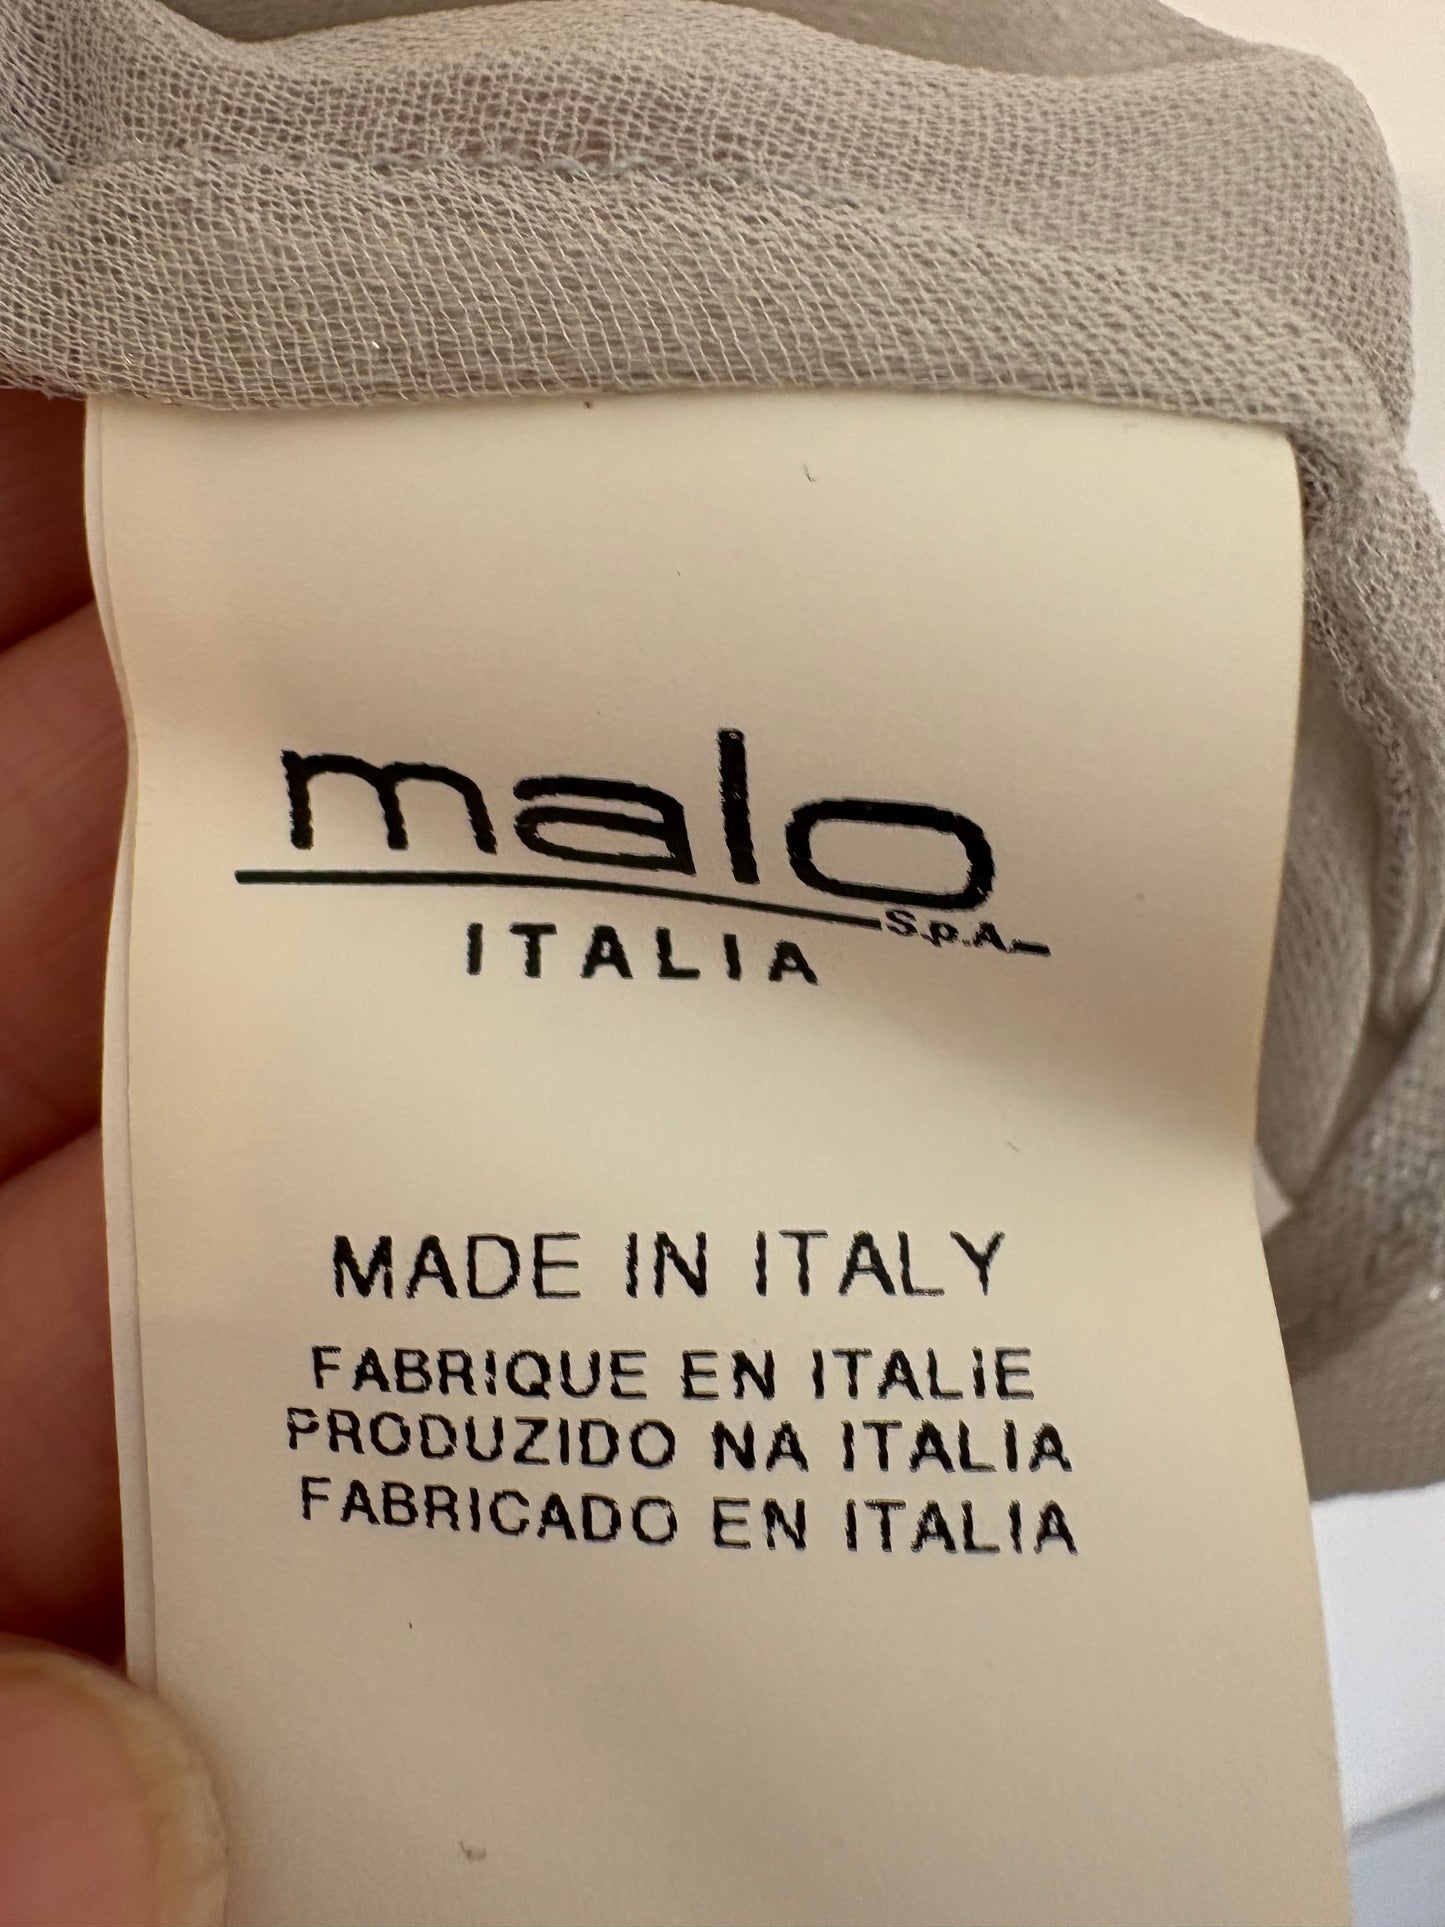 malo
S.p.A.
ITALIA
MADE IN ITALY
FABRIQUE EN ITALIE
PRODUZIDO NA ITALIA
FABRICADO EN ITALIA